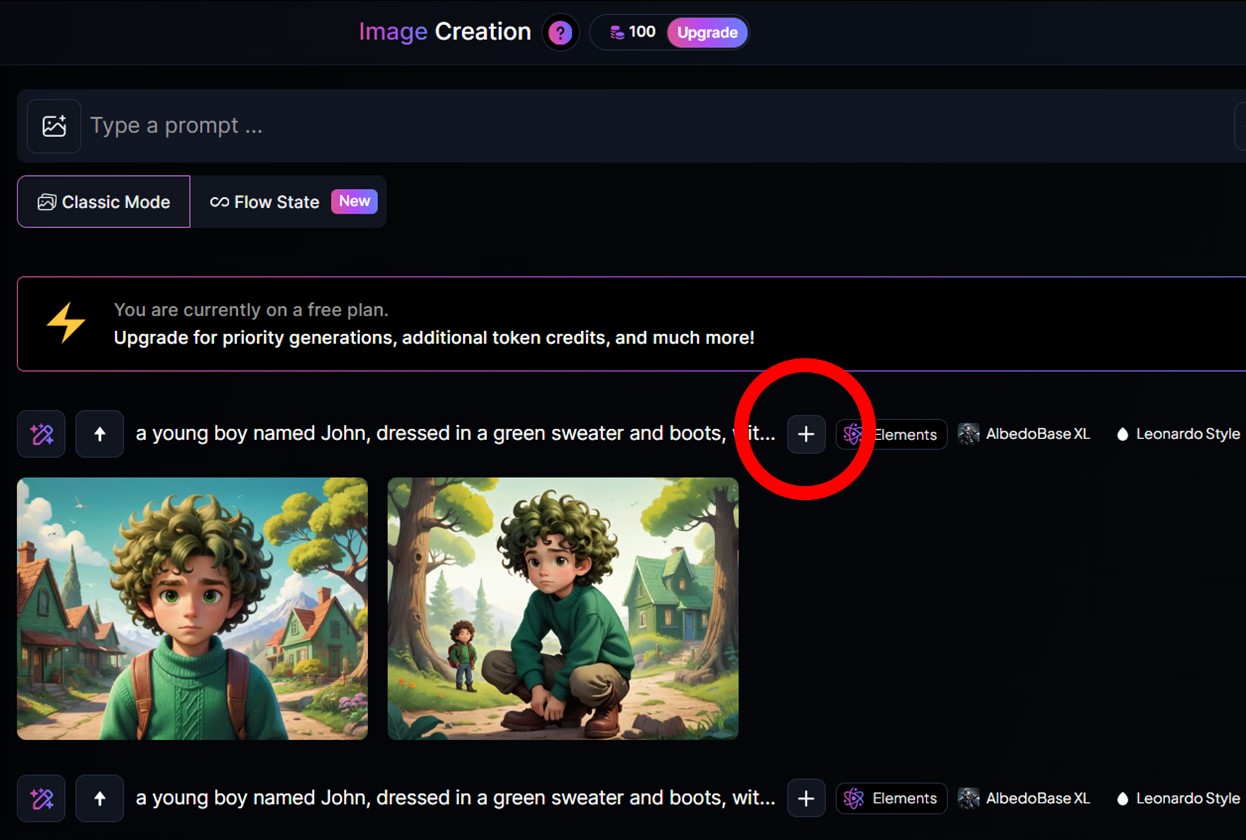 Image Creation ? 100 Upgrade
Type a prompt ...
Classic Mode Flow State New
You are currently on a free plan.
Upgrade for priority generations, additional token credits, and much more!
a young boy named John, dressed in a green sweater and boots, wit... + Elements AlbedoBase XL Leonardo Style
a young boy named John, dressed in a green sweater and boots, wit... + Elements AlbedoBase XL Leonardo Style